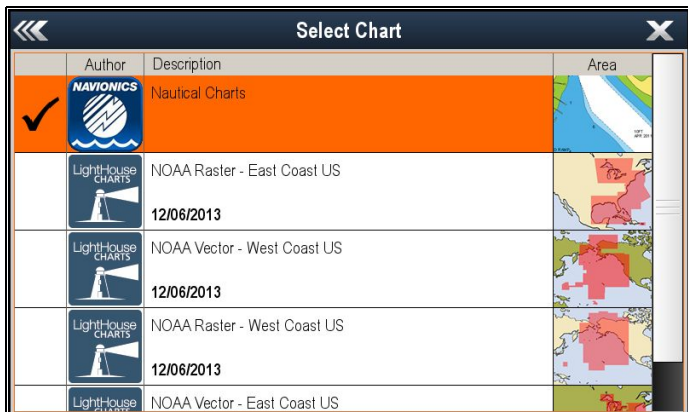 Select Chart
Author Description Area
NAVIONICS
Nautical Charts
LightHouse
CHARTS
NOAA Raster - East Coast US
12/06/2013
LightHouse
CHARTS
NOAA Vector - West Coast US
12/06/2013
LightHouse
CHARTS
NOAA Raster - West Coast US
12/06/2013
LightHouse
CHARTS
NOAA Vector - East Coast US